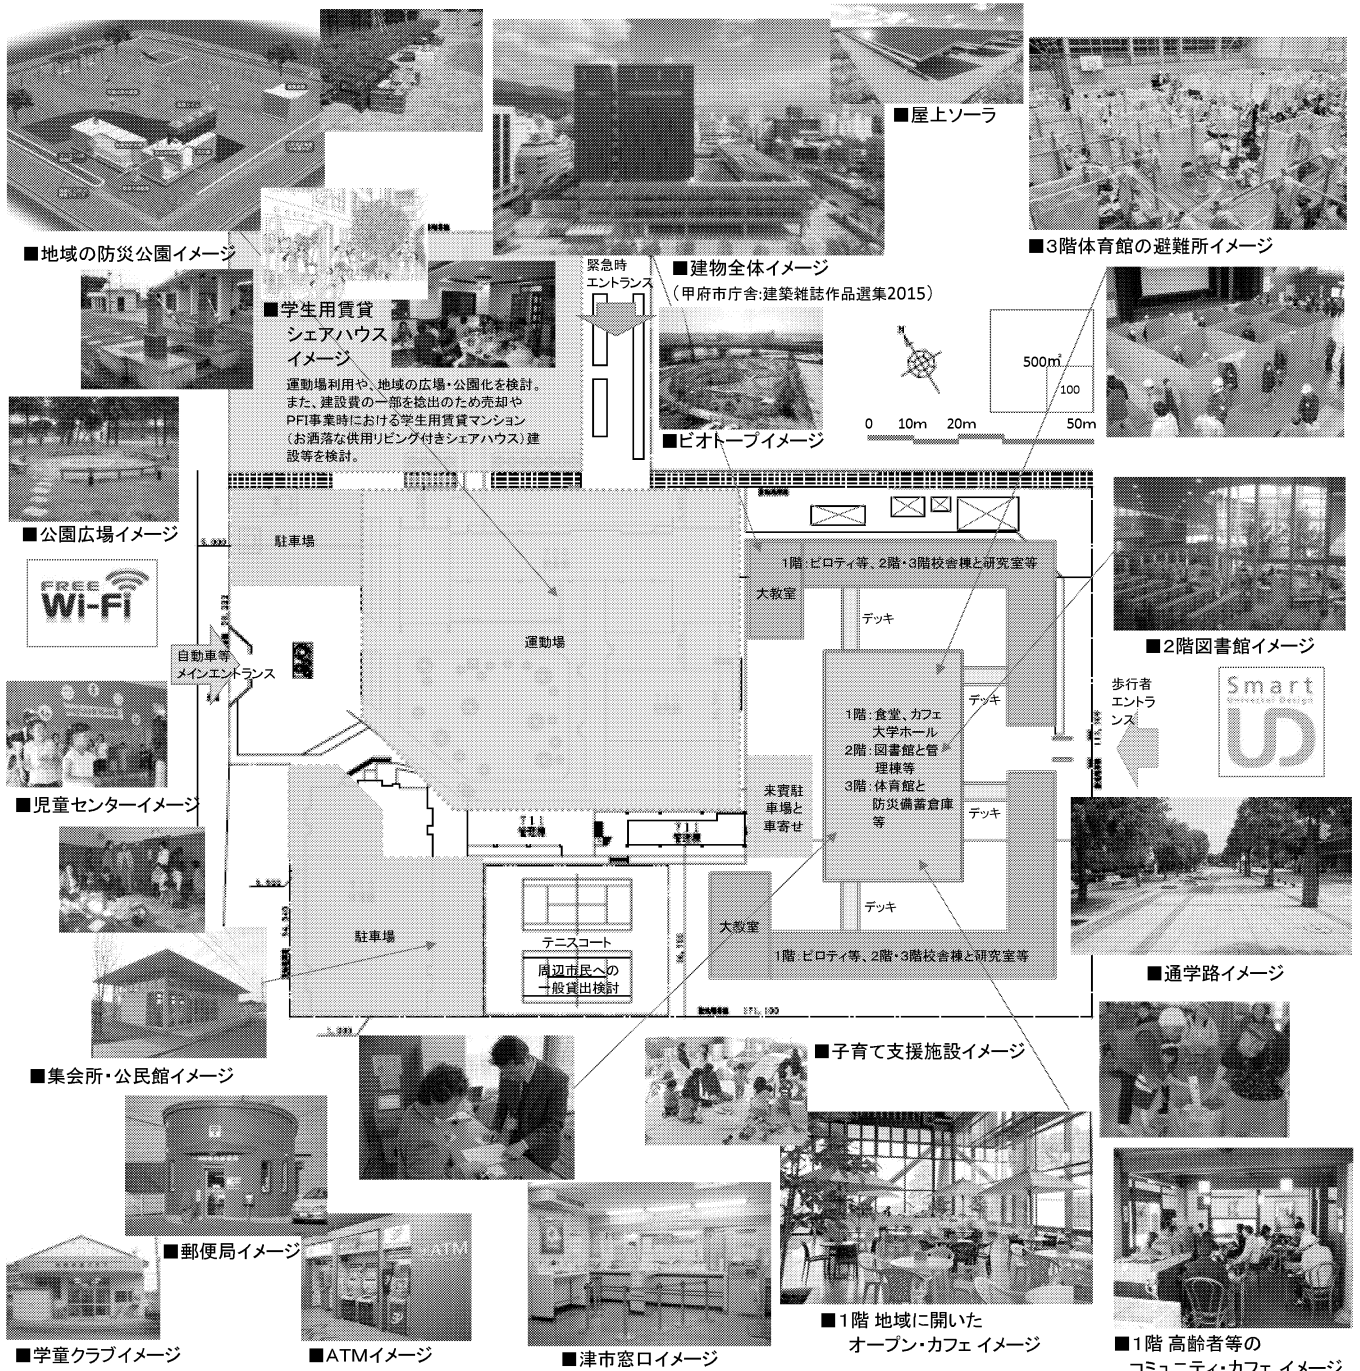 ■屋上ソーラ
■地域の防災公園イメージ
■建物全体イメージ
（甲府市庁舎:建築雑誌作品選集2015）
■3階体育館の避難所イメージ
緊急時
エントランス
■学生用賃貸
シェアハウス
イメージ
運動場利用や、地域の広場・公園化を検討。
また、建設費の一部を捻出のため売却や
PFI事業時における学生用賃貸マンション
（お洒落な供用リビング付きシェアハウス）建
設等を検討。
■ビオトープイメージ
N
500㎡
100
0 10m 20m 50m
■公園広場イメージ
FREE
Wi-Fi
駐車場
5,000
自動車等
メインエントランス
運動場
1階:ピロティ等、2階・3階校舎棟と研究室等
大教室
デッキ
デッキ
1階:食堂、カフェ
大学ホール
2階:図書館と管
理棟等
3階:体育館と
防災備蓄倉庫
等
■2階図書館イメージ
歩行者
エントラ
ンス
Smart
UD
■児童センターイメージ
来賓駐
車場と
車寄せ
管理棟
管理棟
デッキ
デッキ
駐車場
テニスコート
周辺市民への
一般貸出検討
大教室
1階:ピロティ等、2階・3階校舎棟と研究室等
■通学路イメージ
■集会所・公民館イメージ
■子育て支援施設イメージ
■郵便局イメージ
ATM
■学童クラブイメージ
■ATMイメージ
■津市窓口イメージ
■1階 地域に開いた
オープン・カフェ イメージ
■1階 高齢者等の
コミュニティ・カフェ イメージ